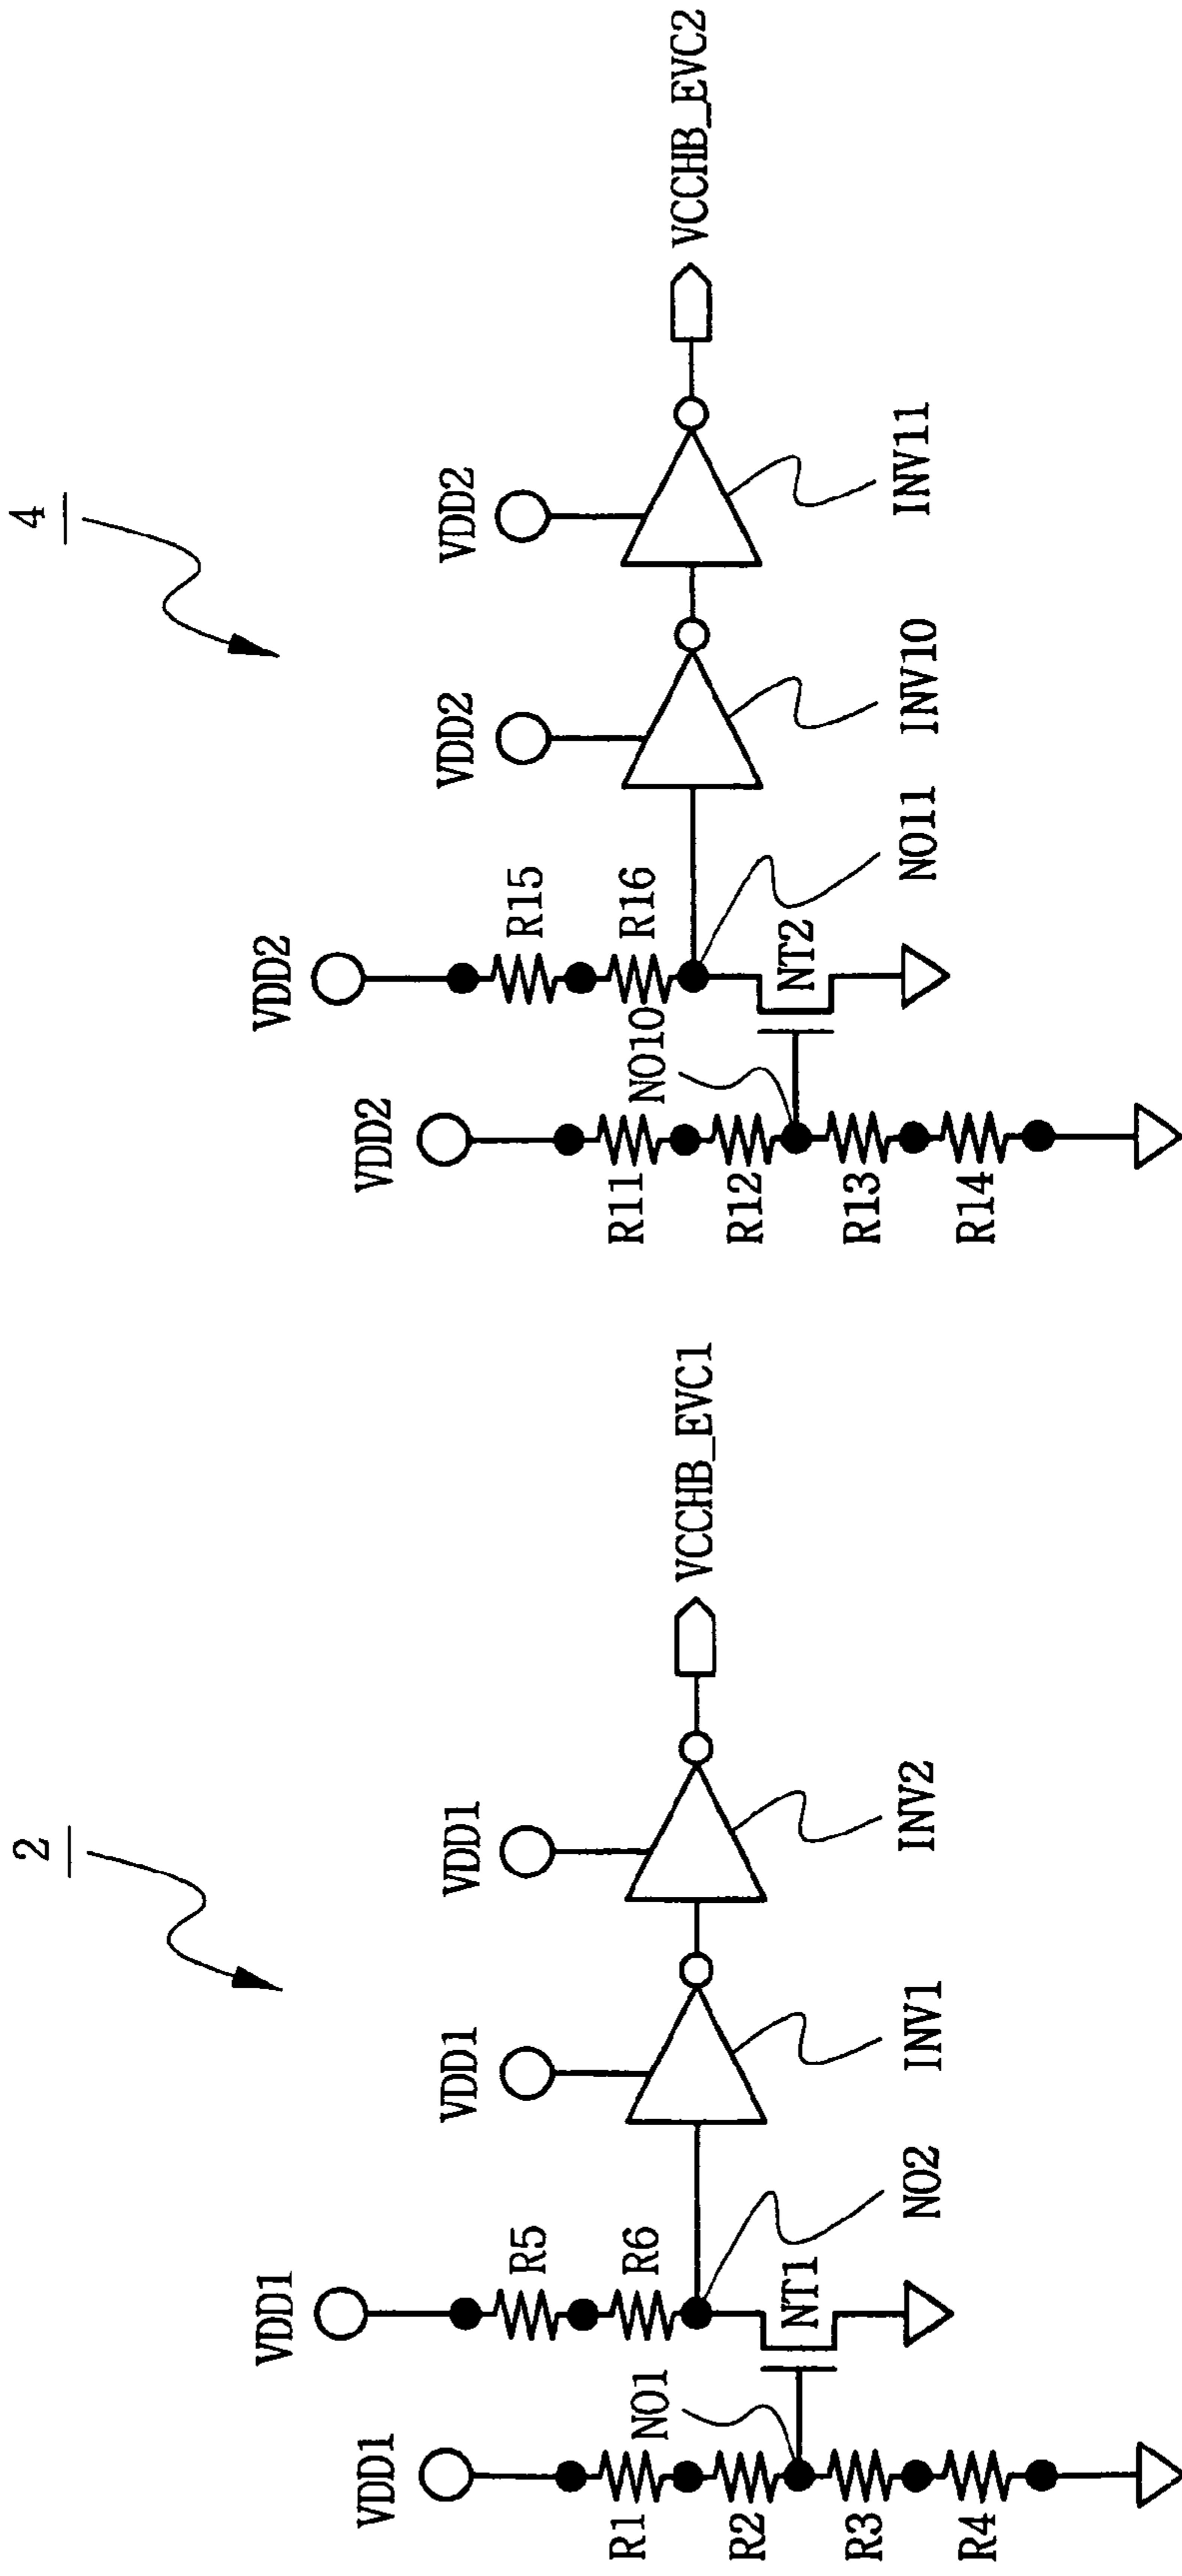 2
VDD1
VDD1
VDD1
VDD1
R5
R6
VCCHB_EVC1
NO1
R1
R2
R3
R4
NT1
NO2
INV1
INV2
4
VDD2
VDD2
VDD2
VDD2
R15
R16
VCCHB_EVC2
NO10
R11
R12
R13
R14
NT2
NO11
INV10
INV11